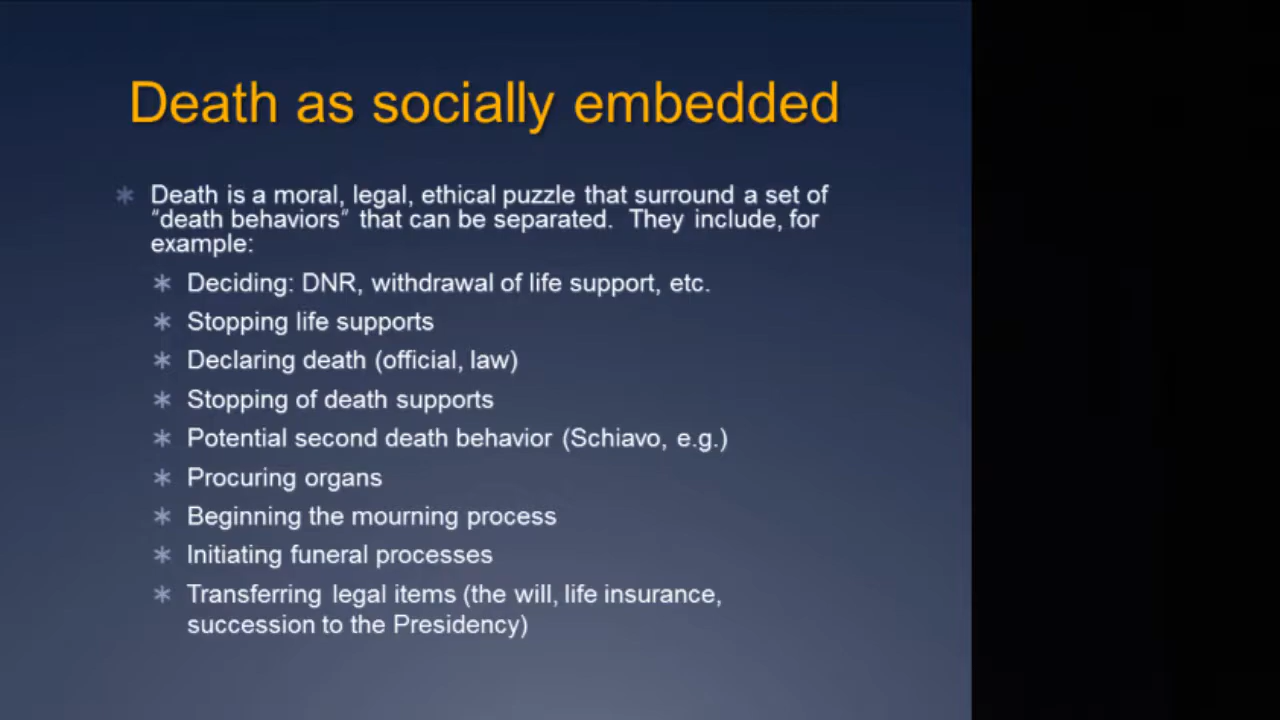 Death as socially embedded
Death is a moral, legal, ethical puzzle that surround a set of
"death behaviors" that can be separated. They include, for
example:
Deciding: DNR, withdrawal of life support, etc.
Stopping life supports
Declaring death (official, law)
Stopping of death supports
Potential second death behavior (Schiavo, e.g.)
Procuring organs
Beginning the mourning process
Initiating funeral processes
Transferring legal items (the will, life insurance,
succession to the Presidency)